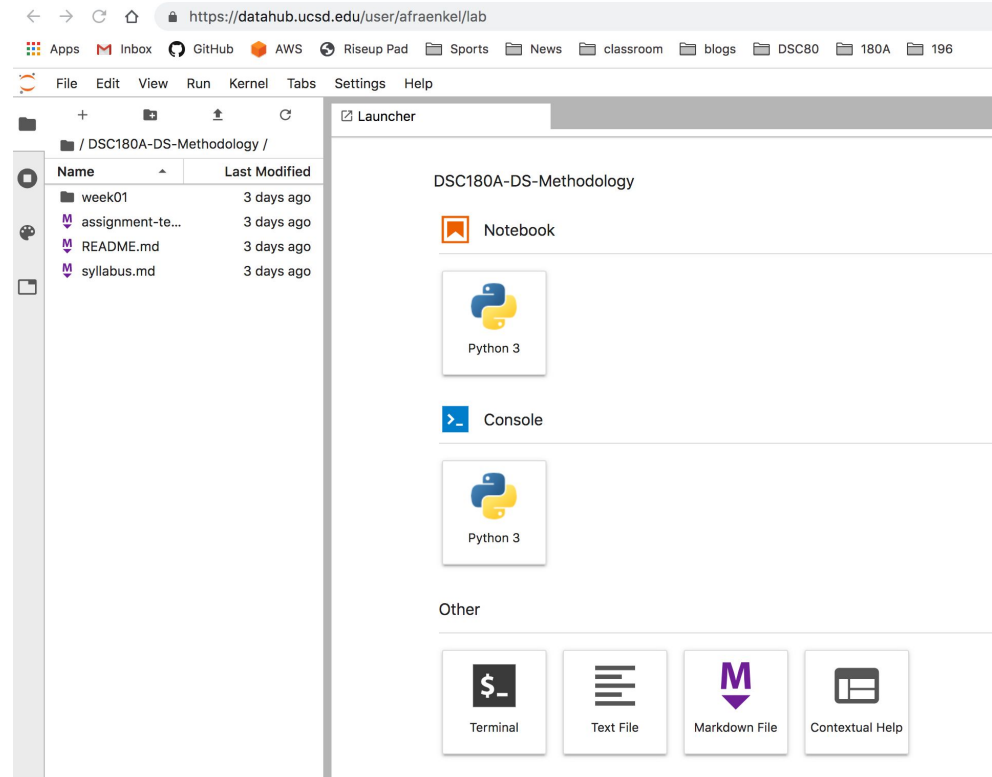 https://datahub.ucsd.edu/user/afraenkel/lab
Apps Inbox GitHub AWS Riseup Pad Sports News classroom blogs DSC80 180A 196
File Edit View Run Kernel Tabs Settings Help
Launcher
/ DSC180A-DS-Methodology /
Name Last Modified
week01 3 days ago
assignment-te... 3 days ago
README.md 3 days ago
syllabus.md 3 days ago
DSC180A-DS-Methodology
Notebook
Python 3
Console
Python 3
Other
$_
M
Terminal Text File Markdown File Contextual Help